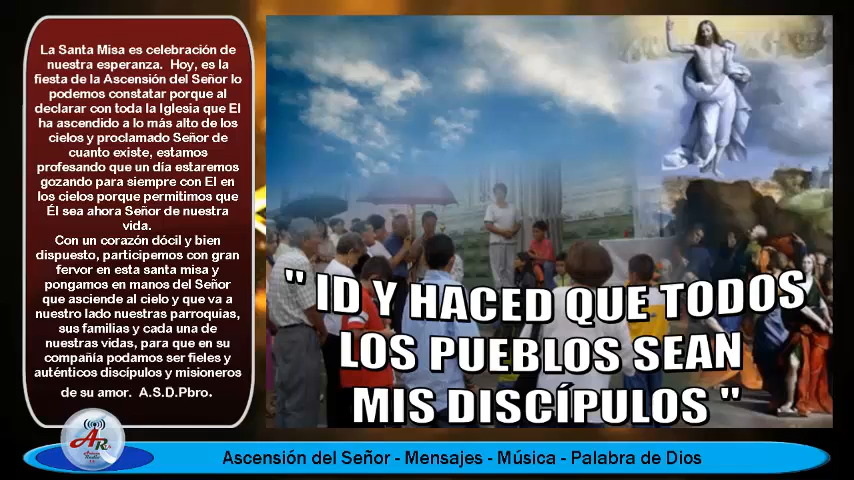 La Santa Misa es celebración de
nuestra esperanza. Hoy, es la
fiesta de la Ascensión del Señor lo
podemos constatar porque al
declarar con toda la Iglesia que El
ha ascendido a lo más alto de los
cielos y proclamado Señor de
cuanto existe, estamos
profesando que un día estaremos
gozando para siempre con El en
los cielos porque permitimos que
Él sea ahora Señor de nuestra
vida.
Con un corazón dócil y bien
dispuesto, participemos con gran
fervor en esta santa misa y
pongamos en manos del Señor
que asciende al cielo y que va a
nuestro lado nuestras parroquias,
sus familias y cada una de
nuestras vidas, para que en su
compañía podamos ser fieles y
auténticos discípulos y misioneros
de su amor. A.S.D.Pbro.
" ID Y HACED QUE TODOS
LOS PUEBLOS SEAN
MIS DISCÍPULOS "
Ascensión del Señor - Mensajes - Música - Palabra de Dios